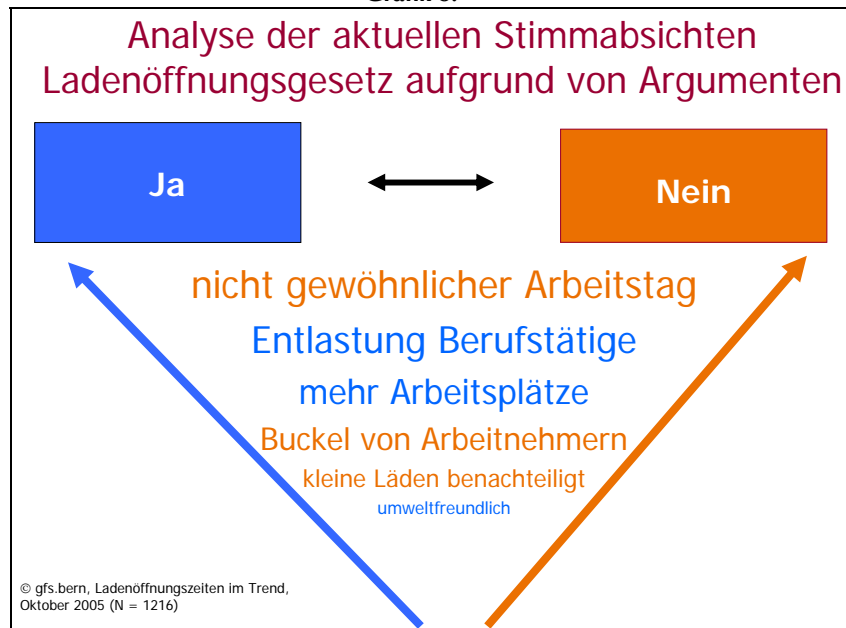 Analyse der aktuellen Stimmabsichten
Ladenöffnungsgesetz aufgrund von Argumenten
Ja
Nein
nicht gewöhnlicher Arbeitstag
Entlastung Berufstätige
mehr Arbeitsplätze
Buckel von Arbeitnehmern
kleine Läden benachteiligt
umweltfreundlich
© gfs.bern, Ladenöffnungszeiten im Trend,
Oktober 2005 (N = 1216)